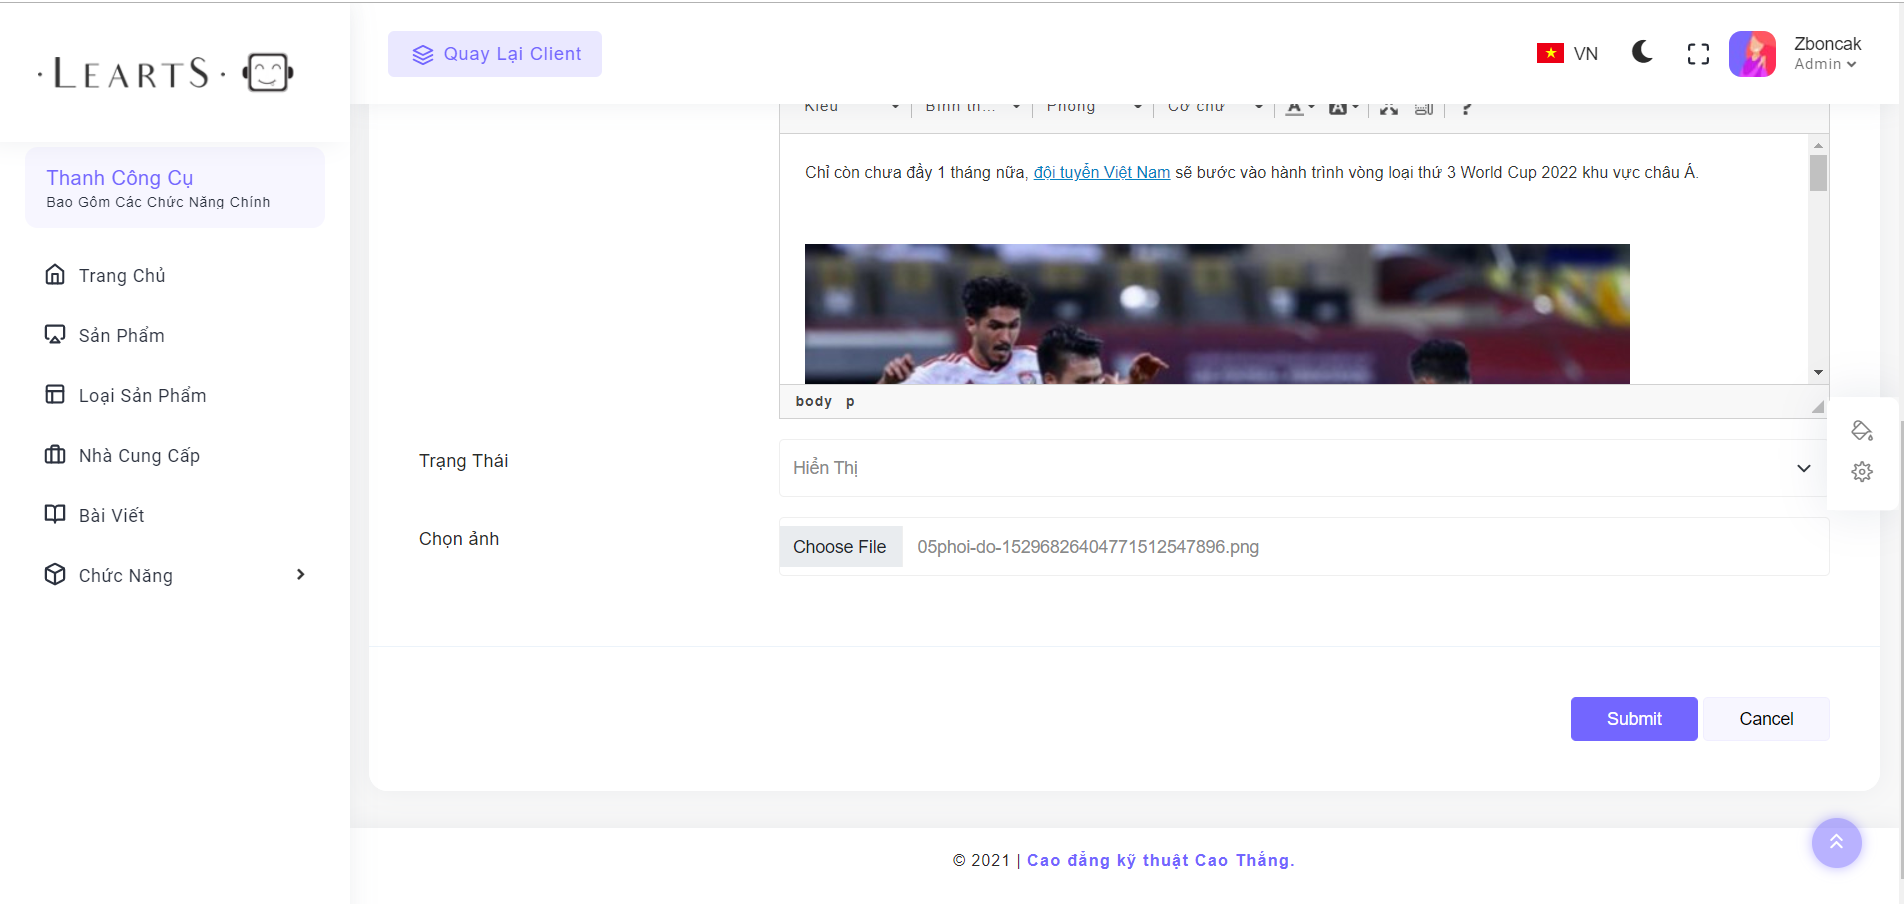 · LEARTS ·
Quay Lại Client
VN
Zboncak
Admin
Thanh Công Cụ
Bao Gồm Các Chức Năng Chính
Trang Chủ
Sản Phẩm
Loại Sản Phẩm
Nhà Cung Cấp
Bài Viết
Chức Năng
Kiểu
Bình th...
Phông
Cỡ chữ
Chỉ còn chưa đầy 1 tháng nữa, đội tuyển Việt Nam sẽ bước vào hành trình vòng loại thứ 3 World Cup 2022 khu vực châu Á.
body p
Trạng Thái
Hiển Thị
Chọn ảnh
Choose File 05phoi-do-15296826404771512547896.png
Submit
Cancel
© 2021 | Cao đẳng kỹ thuật Cao Thắng.